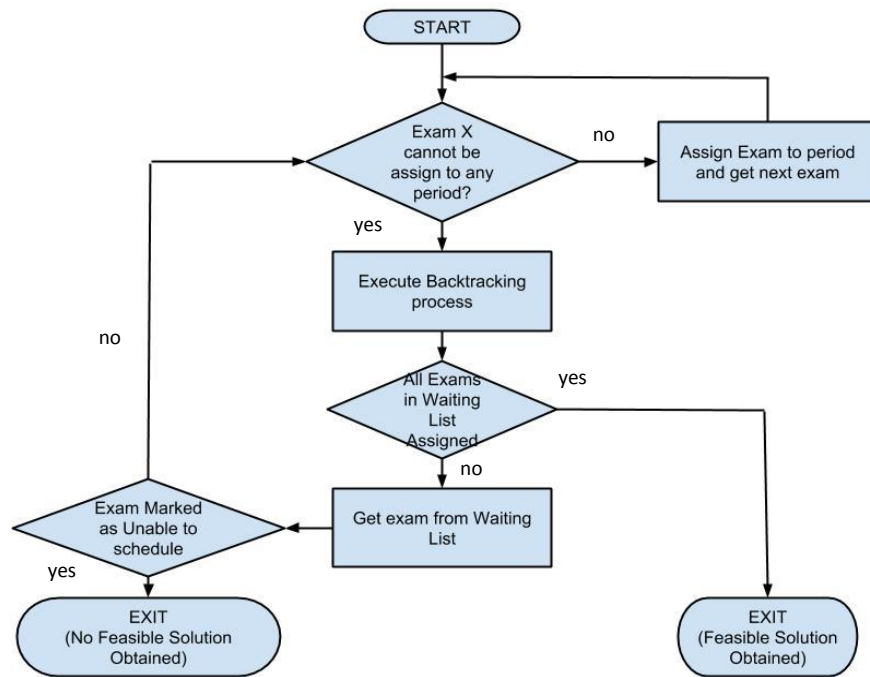 START
Exam X
cannot be
assign to any
period?
no
Assign Exam to period
and get next exam
yes
Execute Backtracking
process
no
All Exams
in Waiting
List
Assigned
yes
no
Exam Marked
as Unable to
schedule
Get exam from Waiting
List
yes
EXIT
(No Feasible Solution
Obtained)
EXIT
(Feasible Solution
Obtained)